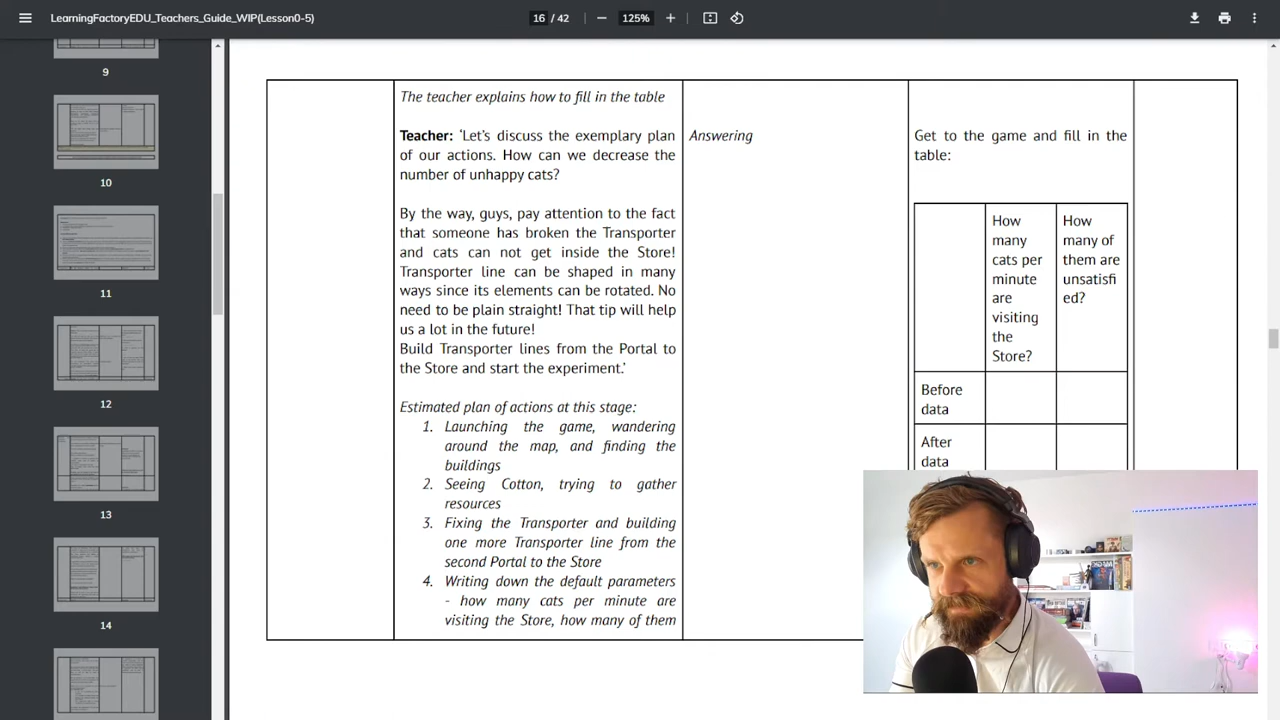 LearningFactoryEDU_Teachers_Guide_WIP(Lesson0-5)
16 / 42
125%
9
10
11
12
13
14
The teacher explains how to fill in the table
Teacher: ‘Let’s discuss the exemplary plan
of our actions. How can we decrease the
number of unhappy cats?
By the way, guys, pay attention to the fact
that someone has broken the Transporter
and cats can not get inside the Store!
Transporter line can be shaped in many
ways since its elements can be rotated. No
need to be plain straight! That tip will help
us a lot in the future!
Build Transporter lines from the Portal to
the Store and start the experiment.’
Estimated plan of actions at this stage:
1. Launching the game, wandering
around the map, and finding the
buildings
2. Seeing Cotton, trying to gather
resources
3. Fixing the Transporter and building
one more Transporter line from the
second Portal to the Store
4. Writing down the default parameters
- how many cats per minute are
visiting the Store, how many of them
Answering
Get to the game and fill in the
table:
How
many
cats per
minute
are
visiting
the
Store?
How
many of
them are
unsatisfi
ed?
Before
data
After
data